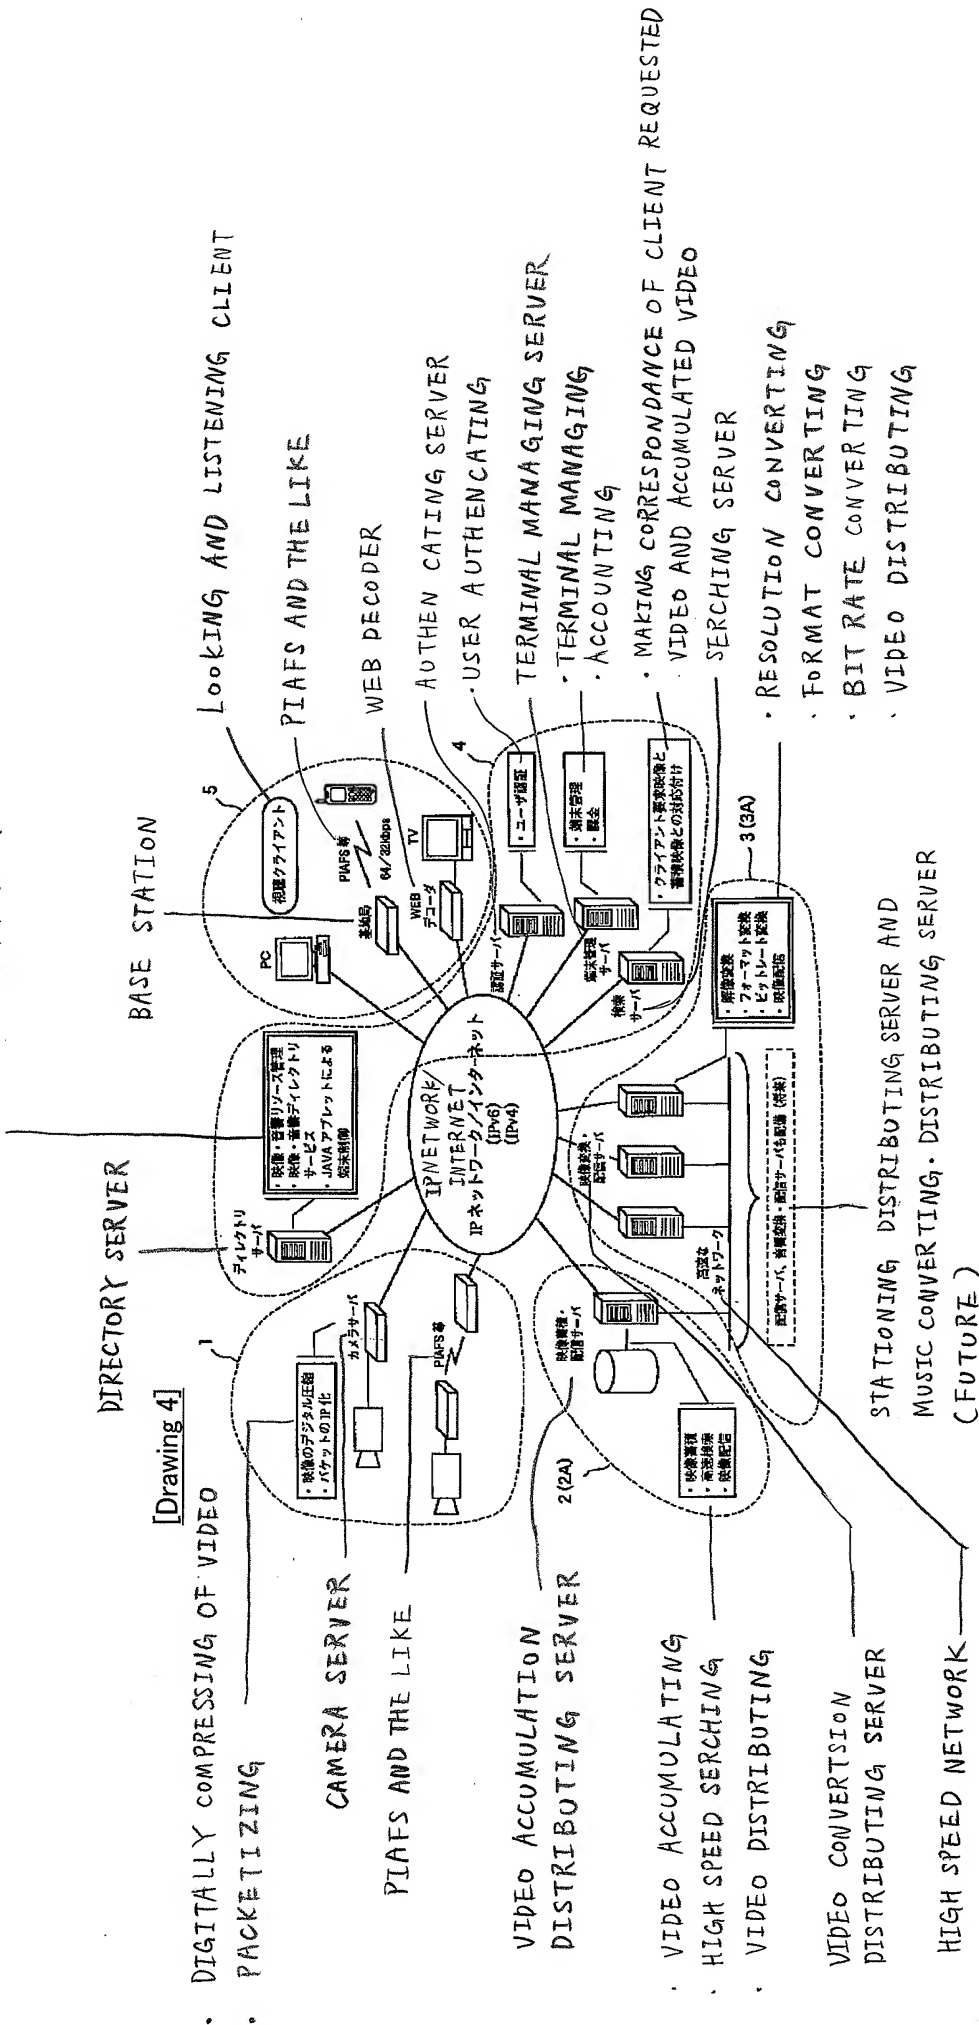 [Drawing 4]
· DIGITALLY COMPRESSING OF VIDEO
· PACKETIZING
CAMERA SERVER
PIAFS AND THE LIKE
VIDEO ACCUMULATION
DISTRIBUTING SERVER
· VIDEO ACCUMULATING
· HIGH SPEED SERCHING
· VIDEO DISTRIBUTING
VIDEO CONVERTSION
DISTRIBUTING SERVER
HIGH SPEED NETWORK
DIRECTORY SERVER
BASE STATION
LOOKING AND LISTENING CLIENT
PIAFS AND THE LIKE
WEB DECODER
AUTHEN CATING SERVER
· USER AUTHENCATING
TERMINAL MANAGING SERVER
· TERMINAL MANAGING
· ACCOUNTING
· MAKING CORRESPONDANCE OF CLIENT REQUESTED
VIDEO AND ACCUMULATED VIDEO
SERCHING SERVER
· RESOLUTION CONVERTING
· FORMAT CONVERTING
· BIT RATE CONVERTING
· VIDEO DISTRIBUTING
STATIONING DISTRIBUTING SERVER AND
MUSIC CONVERTING. DISTRIBUTING SERVER
(FUTURE)
1
・映像のデジタル圧縮
・パケットのIP化
カメラサーバ
PIAFS等
ディレクトリ
サーバ
・映像・音響リソース管理
・映像・音響ディレクトリ
サービス
・JAVAアプレットによる
端末制御
5
視聴クライアント
PC
基地局
PIAFS等
64/32kbps
WEB
デコーダ
TV
IPNETWORK/
INTERNET
IPネットワーク/インターネット
(IPv6)
(IPv4)
4
認証サーバ
・ユーザ認証
端末管理
サーバ
・端末管理
・課金
検索
サーバ
・クライアント要求映像と
蓄積映像との対応付け
2(2A)
映像蓄積・
配信サーバ
・映像蓄積
・高速検索
・映像配信
映像変換・
配信サーバ
高速な
ネットワーク
3(3A)
・解像変換
・フォーマット変換
・ビットレート変換
・映像配信
配信サーバ、音響変換・配信サーバも配備(将来)